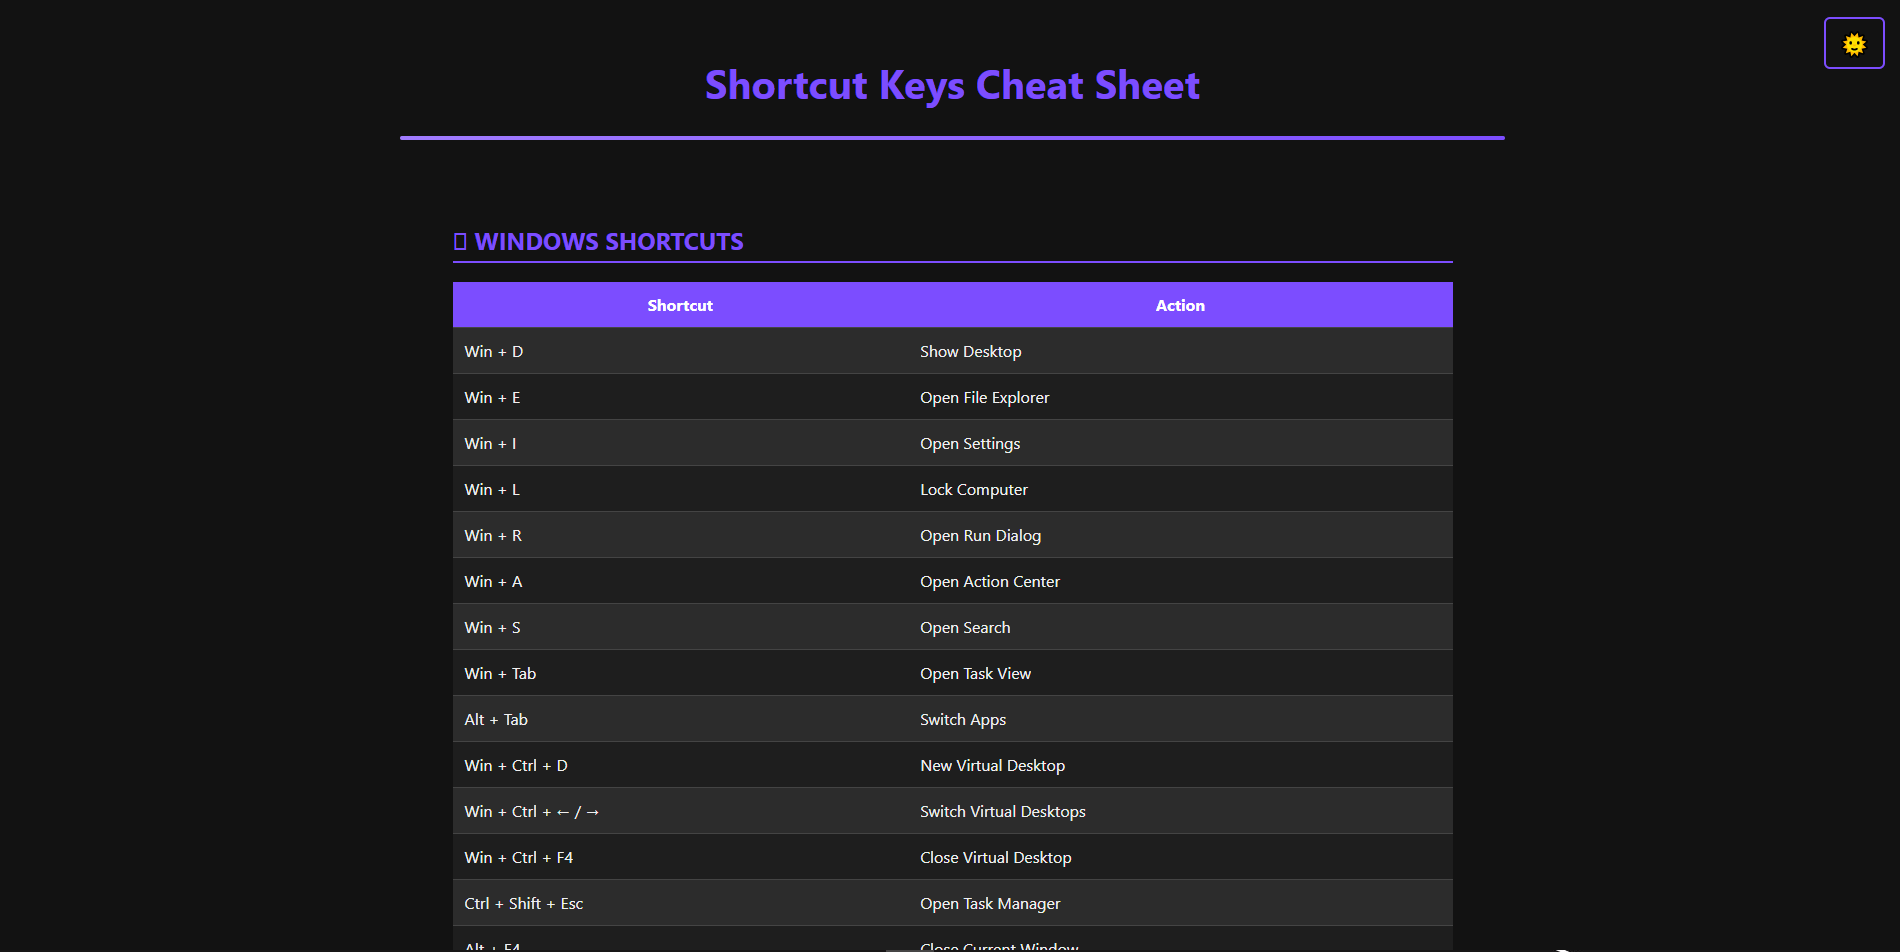 Shortcut Keys Cheat Sheet
WINDOWS SHORTCUTS
Shortcut Action
Win + D Show Desktop
Win + E Open File Explorer
Win + I Open Settings
Win + L Lock Computer
Win + R Open Run Dialog
Win + A Open Action Center
Win + S Open Search
Win + Tab Open Task View
Alt + Tab Switch Apps
Win + Ctrl + D New Virtual Desktop
Win + Ctrl + ← / → Switch Virtual Desktops
Win + Ctrl + F4 Close Virtual Desktop
Ctrl + Shift + Esc Open Task Manager
Alt + F4 Close Current Window